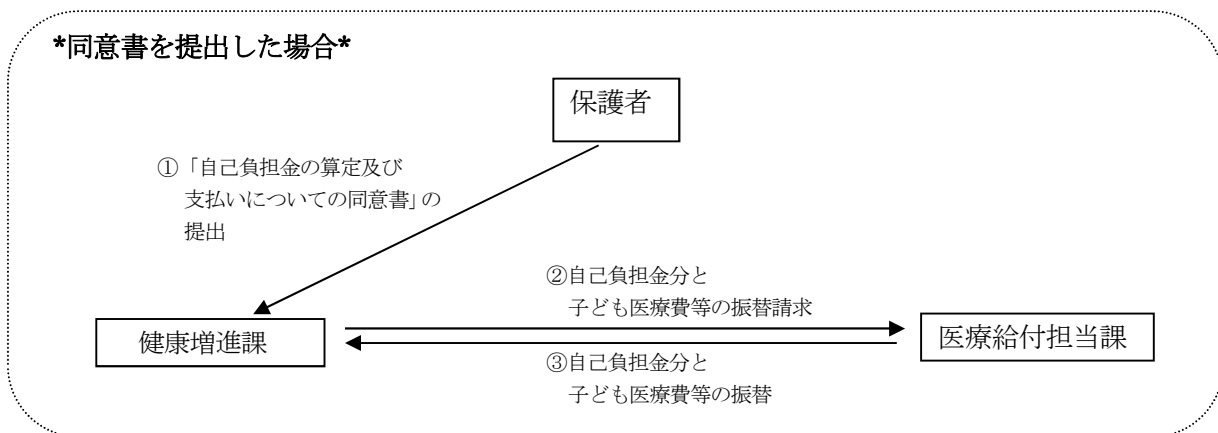 *同意書を提出した場合*
保護者
①「自己負担金の算定及び
支払いについての同意書」の
提出
②自己負担金分と
子ども医療費等の振替請求
健康増進課
医療給付担当課
③自己負担金分と
子ども医療費等の振替